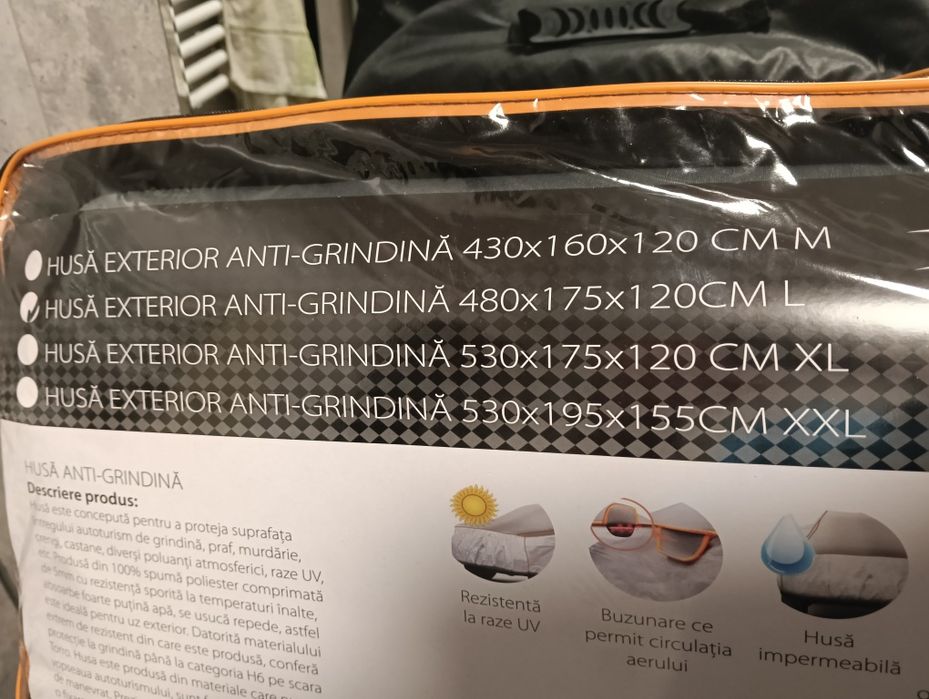 HUSĂ EXTERIOR ANTI-GRINDINĂ 430x160x120 CM M
HUSĂ EXTERIOR ANTI-GRINDINĂ 480x175x120CM L
HUSĂ EXTERIOR ANTI-GRINDINĂ 530x175x120 CM XL
HUSĂ EXTERIOR ANTI-GRINDINĂ 530x195x155CM XXL
HUSĂ ANTI-GRINDINĂ
Descriere produs:
Husă este concepută pentru a proteja suprafața
întregului autoturism de grindină, praf, murdărie,
crengi, castane, diverși poluanți atmosferici, raze UV,
etc. Produsă din 100% spumă poliester comprimată
de 5mm cu rezistență sporită la temperaturi înalte,
absoarbe foarte puțină apă, se usucă repede, astfel
este ideală pentru uz exterior. Datorită materialului
extrem de rezistent din care este produsă, conferă
protecție la grindină până la categoria H6 pe scara
Torro. Husa este produsă din materiale care
vopseaua autoturismului, sunt
de manevrat.
Rezistentă
la raze UV
Buzunare ce
permit circulația
aerului
Husă
impermeabilă